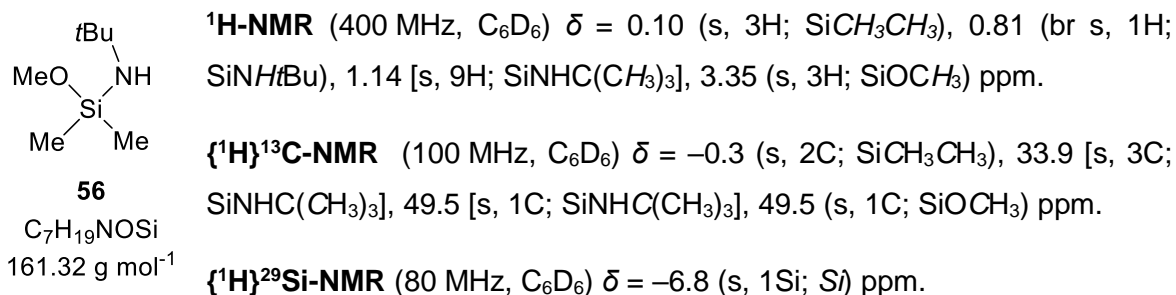 tBu
MeO
NH
Si
Me
Me
56
C₇H₁₉NOSi
161.32 g mol⁻¹
¹H-NMR (400 MHz, C₆D₆) δ = 0.10 (s, 3H; SiCH₃CH₃), 0.81 (br s, 1H;
SiNHtBu), 1.14 [s, 9H; SiNHC(CH₃)₃], 3.35 (s, 3H; SiOCH₃) ppm.
{¹H}¹³C-NMR (100 MHz, C₆D₆) δ = –0.3 (s, 2C; SiCH₃CH₃), 33.9 [s, 3C;
SiNHC(CH₃)₃], 49.5 [s, 1C; SiNHC(CH₃)₃], 49.5 (s, 1C; SiOCH₃) ppm.
{¹H}²⁹Si-NMR (80 MHz, C₆D₆) δ = –6.8 (s, 1Si; Si) ppm.